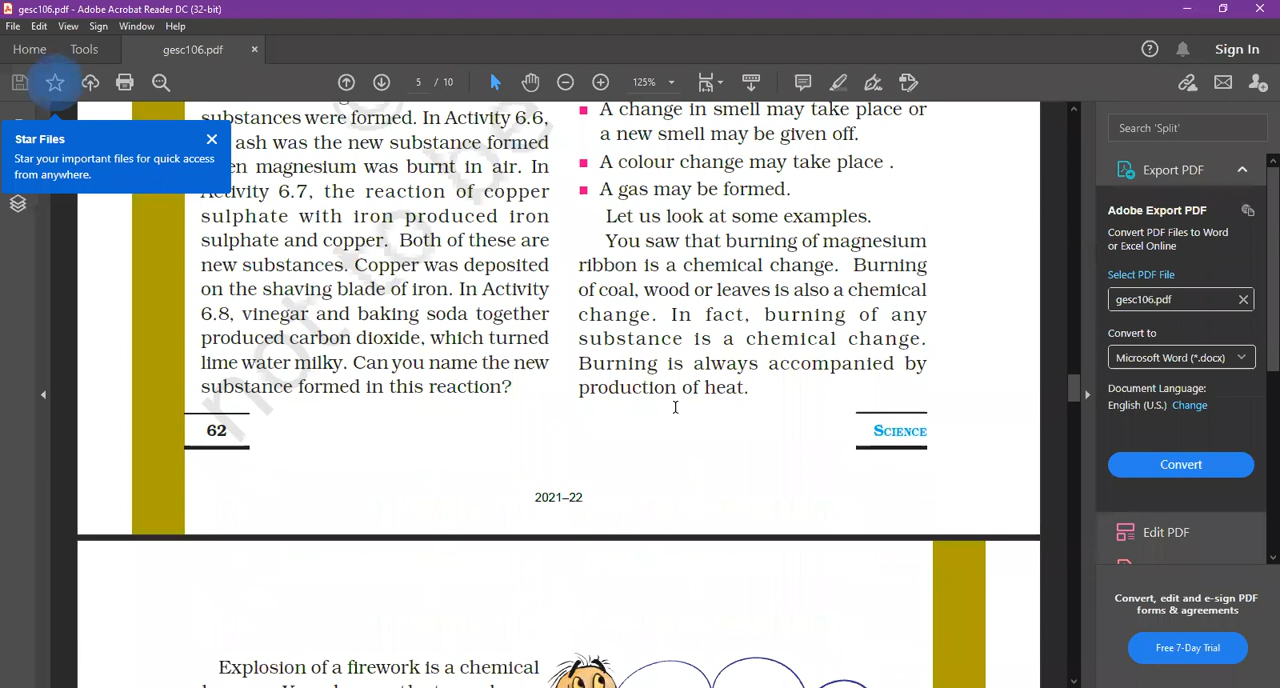 gesc106.pdf - Adobe Acrobat Reader DC (32-bit)
File Edit View Sign Window Help
Home Tools gesc106.pdf × Sign In
5 / 10 125%
Star Files
Star your important files for quick access
from anywhere.
substances were formed. In Activity 6.6,
ash was the new substance formed
magnesium was burnt in air. In
Activity 6.7, the reaction of copper
sulphate with iron produced iron
sulphate and copper. Both of these are
new substances. Copper was deposited
on the shaving blade of iron. In Activity
6.8, vinegar and baking soda together
produced carbon dioxide, which turned
lime water milky. Can you name the new
substance formed in this reaction?
62
A change in smell may take place or
a new smell may be given off.
A colour change may take place .
A gas may be formed.
Let us look at some examples.
You saw that burning of magnesium
ribbon is a chemical change. Burning
of coal, wood or leaves is also a chemical
change. In fact, burning of any
substance is a chemical change.
Burning is always accompanied by
production of heat.
SCIENCE
2021–22
not to be
Explosion of a firework is a chemical
Search 'Split'
Export PDF
Adobe Export PDF
Convert PDF Files to Word
or Excel Online
Select PDF File
gesc106.pdf
Convert to
Microsoft Word (*.docx)
Document Language:
English (U.S.) Change
Convert
Edit PDF
Convert, edit and e-sign PDF
forms & agreements
Free 7-Day Trial